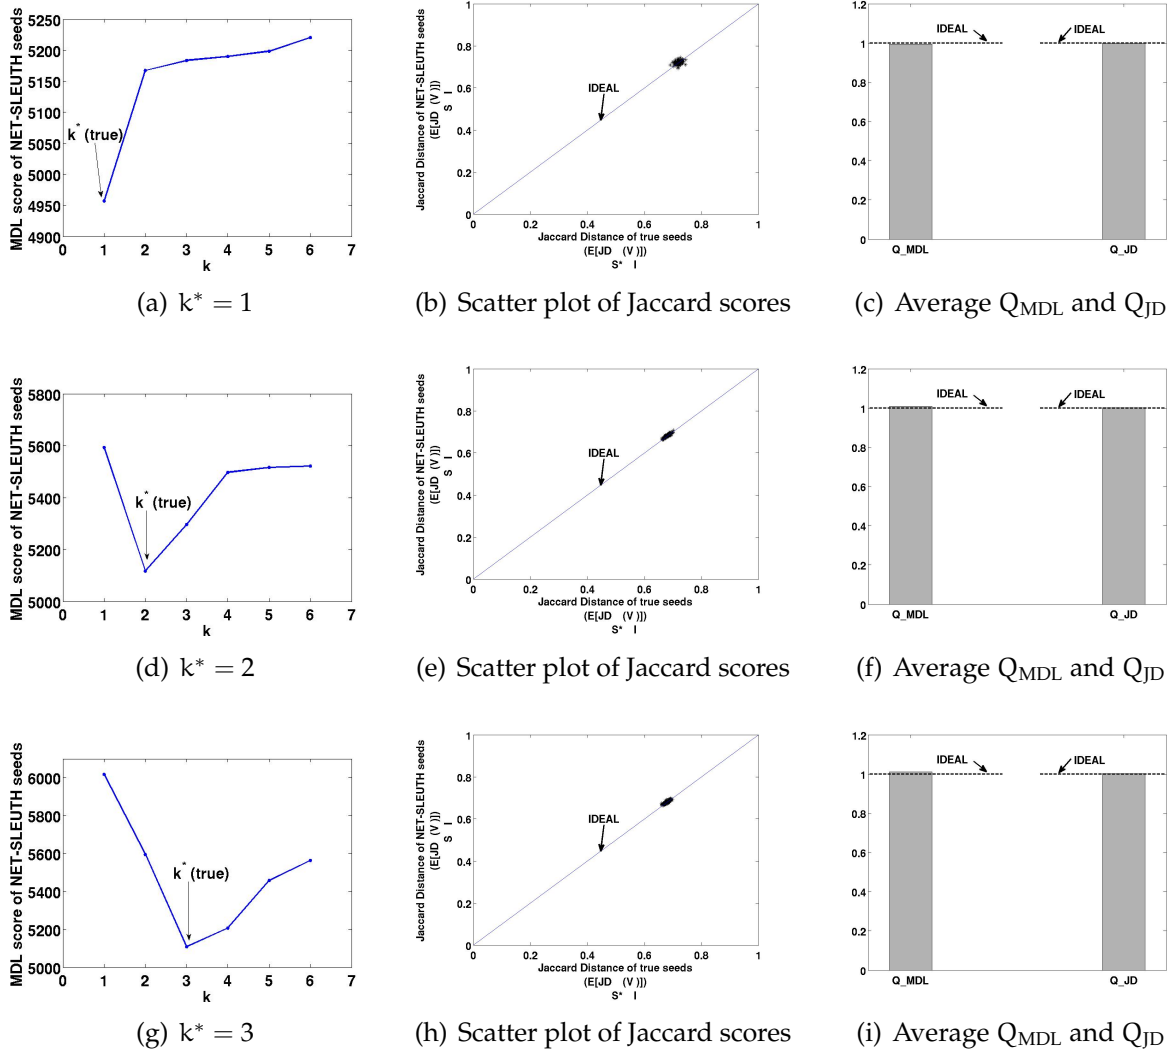 MDL score of NET-SLEUTH seeds
5250
5200
5150
5100
5050
5000
4950
4900
0 1 2 3 4 5 6 7
k
k* (true)
(a) k* = 1
Jaccard Distance of NET-SLEUTH seeds
(E[JD (V )])
S I
1
0.8
0.6
0.4
0.2
0
0 0.2 0.4 0.6 0.8 1
IDEAL
Jaccard Distance of true seeds
(E[JD (V )])
S* I
(b) Scatter plot of Jaccard scores
1.2
1
0.8
0.6
0.4
0.2
0
IDEAL IDEAL
Q_MDL Q_JD
(c) Average Q_MDL and Q_JD
MDL score of NET-SLEUTH seeds
5800
5600
5400
5200
5000
0 1 2 3 4 5 6 7
k
k* (true)
(d) k* = 2
Jaccard Distance of NET-SLEUTH seeds
(E[JD (V )])
S I
1
0.8
0.6
0.4
0.2
0
0 0.2 0.4 0.6 0.8 1
IDEAL
Jaccard Distance of true seeds
(E[JD (V )])
S* I
(e) Scatter plot of Jaccard scores
1.2
1
0.8
0.6
0.4
0.2
0
IDEAL IDEAL
Q_MDL Q_JD
(f) Average Q_MDL and Q_JD
MDL score of NET-SLEUTH seeds
6000
5800
5600
5400
5200
5000
0 1 2 3 4 5 6 7
k
k* (true)
(g) k* = 3
Jaccard Distance of NET-SLEUTH seeds
(E[JD (V )])
S I
1
0.8
0.6
0.4
0.2
0
0 0.2 0.4 0.6 0.8 1
IDEAL
Jaccard Distance of true seeds
(E[JD (V )])
S* I
(h) Scatter plot of Jaccard scores
1.2
1
0.8
0.6
0.4
0.2
0
IDEAL IDEAL
Q_MDL Q_JD
(i) Average Q_MDL and Q_JD